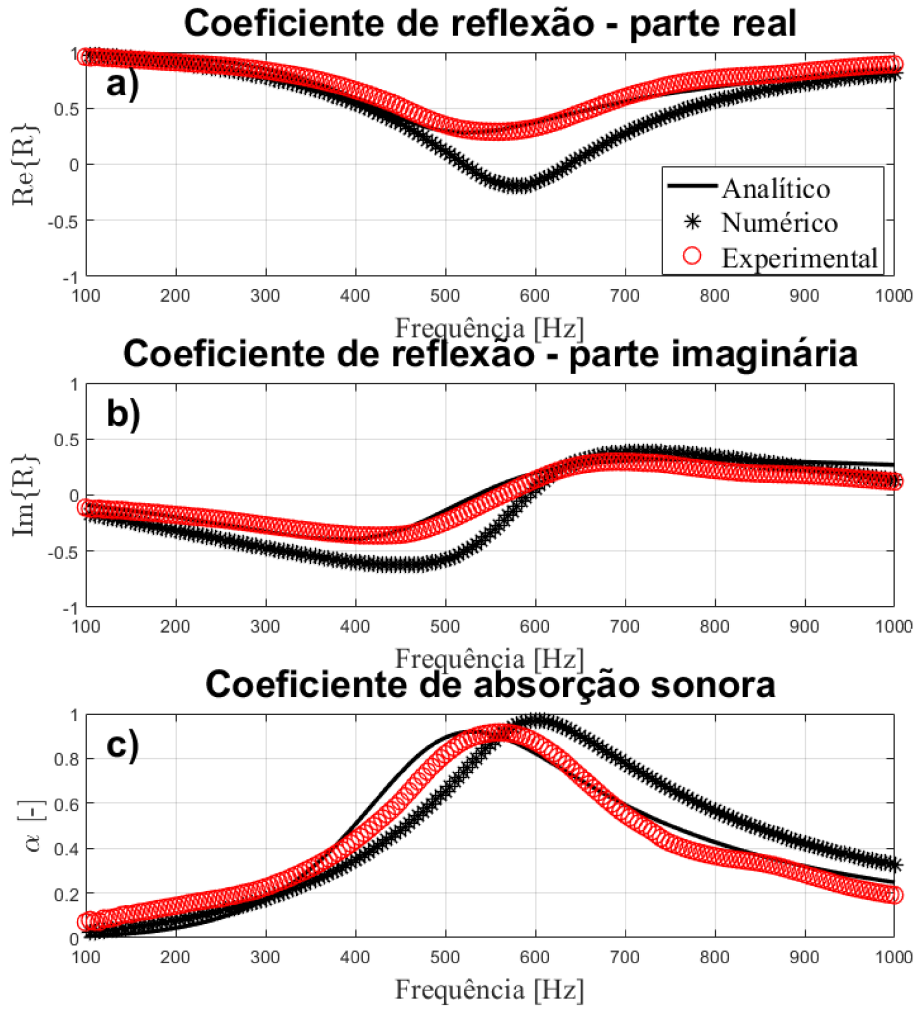 Coeficiente de reflexão - parte real
a)
Re{R}
1
0.5
0
-0.5
-1
Analítico
Numérico
Experimental
100 200 300 400 500 600 700 800 900 1000
Frequência [Hz]
Coeficiente de reflexão - parte imaginária
b)
Im{R}
1
0.5
0
-0.5
-1
100 200 300 400 500 600 700 800 900 1000
Frequência [Hz]
Coeficiente de absorção sonora
c)
α [-]
1
0.8
0.6
0.4
0.2
0
100 200 300 400 500 600 700 800 900 1000
Frequência [Hz]